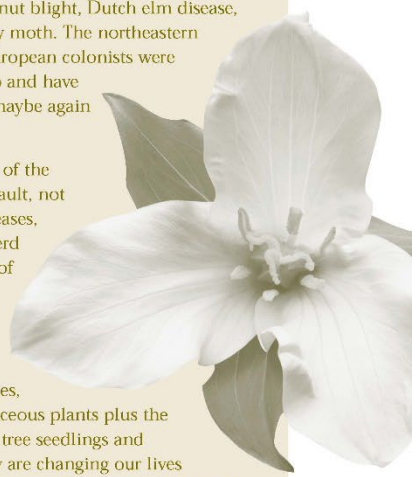 nut blight, Dutch elm disease,
moth. The northeastern
ropean colonists were
and have
maybe again
of the
ault, not
eases,
erd
of
es,
ceous plants plus the
tree seedlings and
are changing our lives